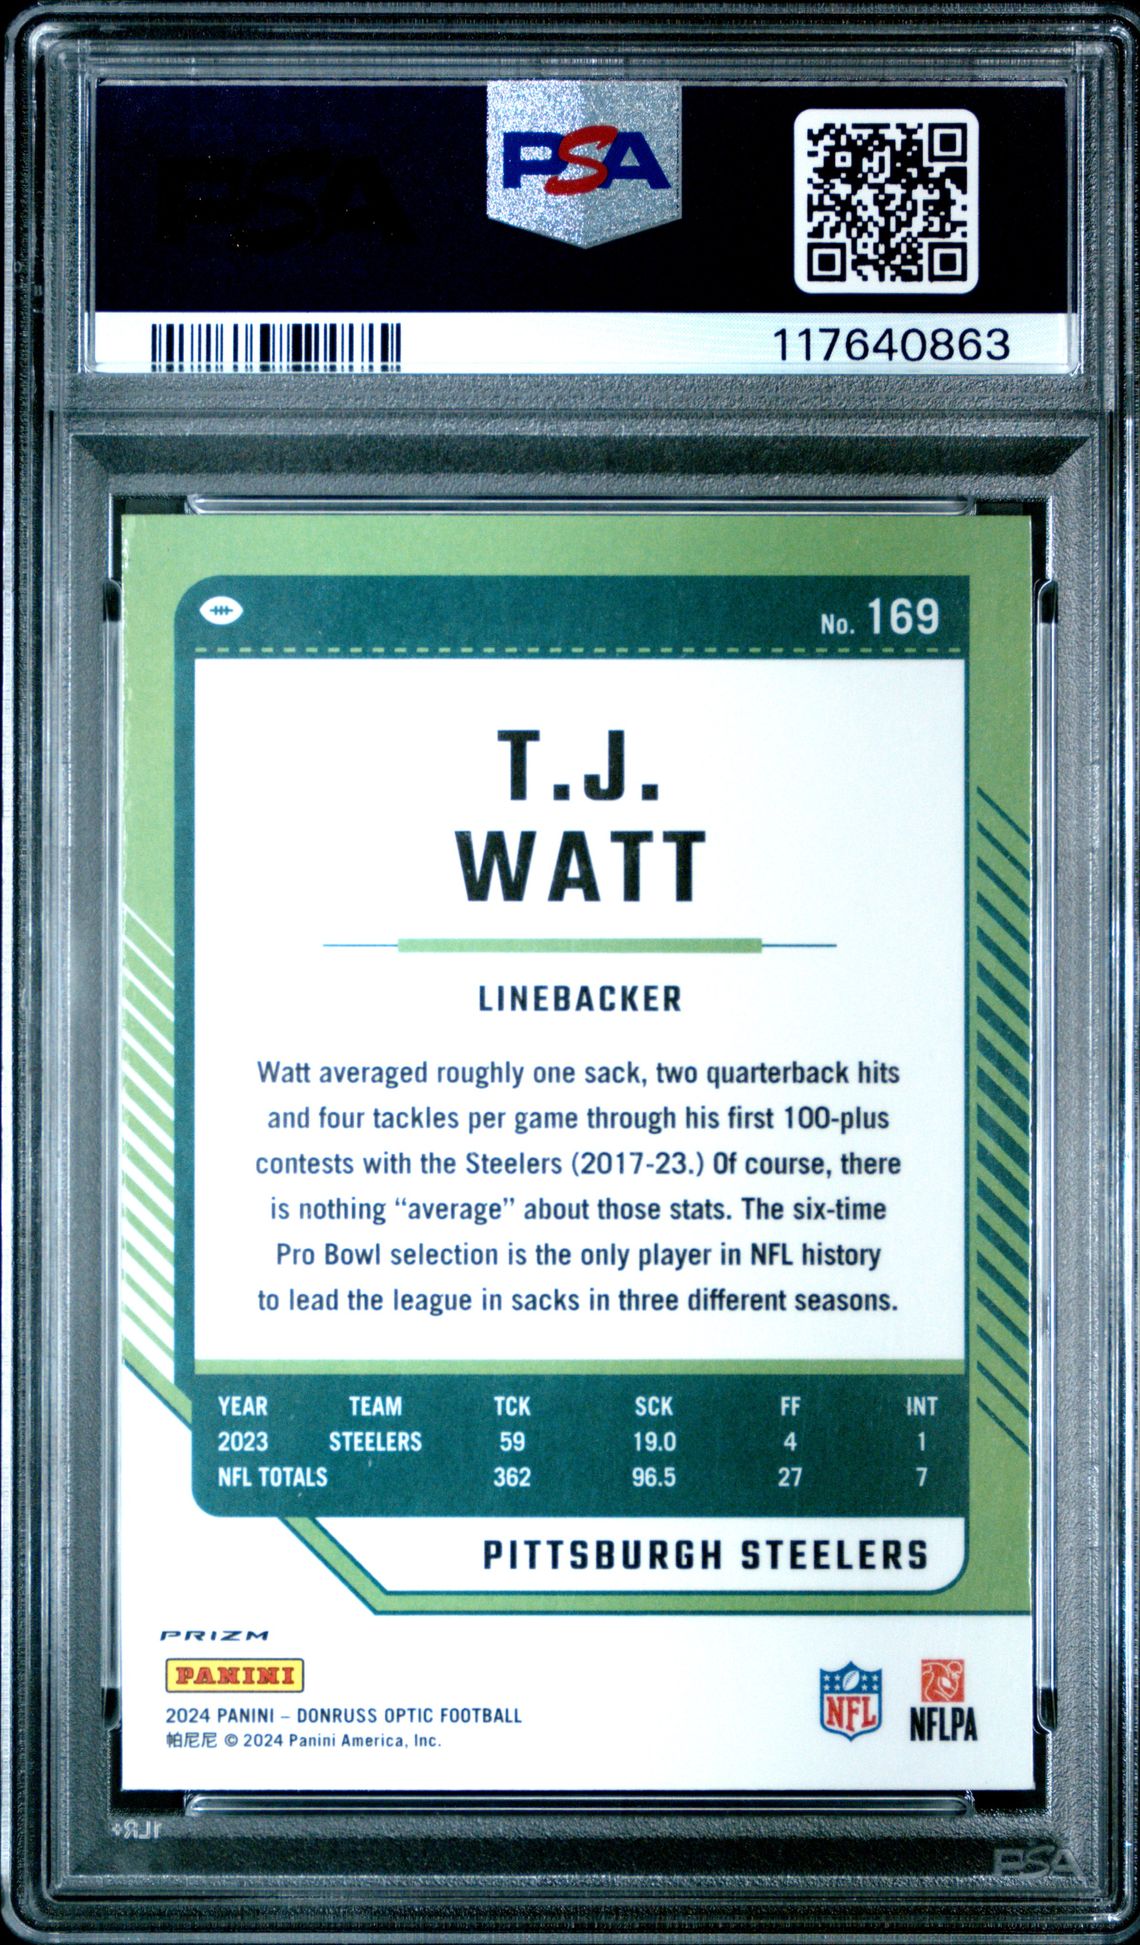 PSA
117640863
No. 169
T.J.
WATT
LINEBACKER
Watt averaged roughly one sack, two quarterback hits
and four tackles per game through his first 100-plus
contests with the Steelers (2017-23.) Of course, there
is nothing “average” about those stats. The six-time
Pro Bowl selection is the only player in NFL history
to lead the league in sacks in three different seasons.
YEAR TEAM TCK SCK FF INT
2023 STEELERS 59 19.0 4 1
NFL TOTALS 362 96.5 27 7
PITTSBURGH STEELERS
PRIZM
PANINI
NFL
NFLPA
2024 PANINI – DONRUSS OPTIC FOOTBALL
帕尼尼 © 2024 Panini America, Inc.
PSA